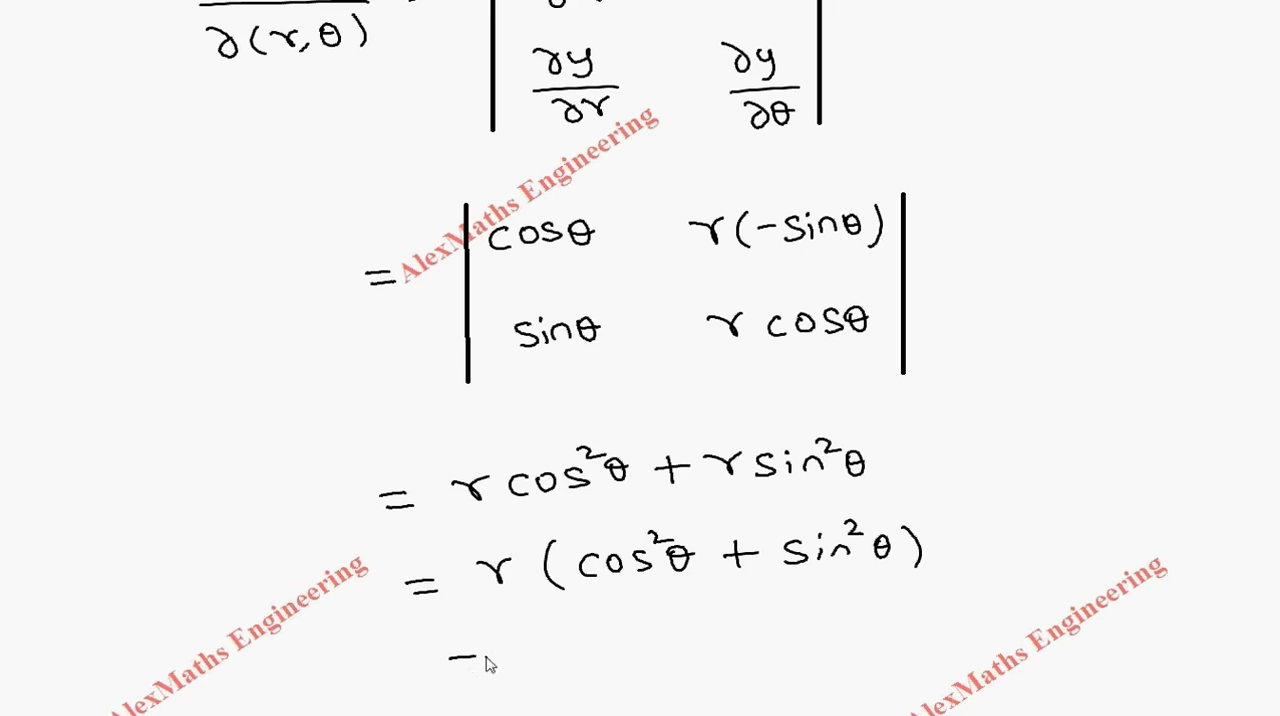 ∂(r, θ)
∂y/∂r ∂y/∂θ
= | cosθ r(-sinθ) |
| sinθ r cosθ |
= r cos²θ + r sin²θ
= r (cos²θ + sin²θ)
–
AlexMaths Engineering
AlexMaths Engineering
AlexMaths Engineering